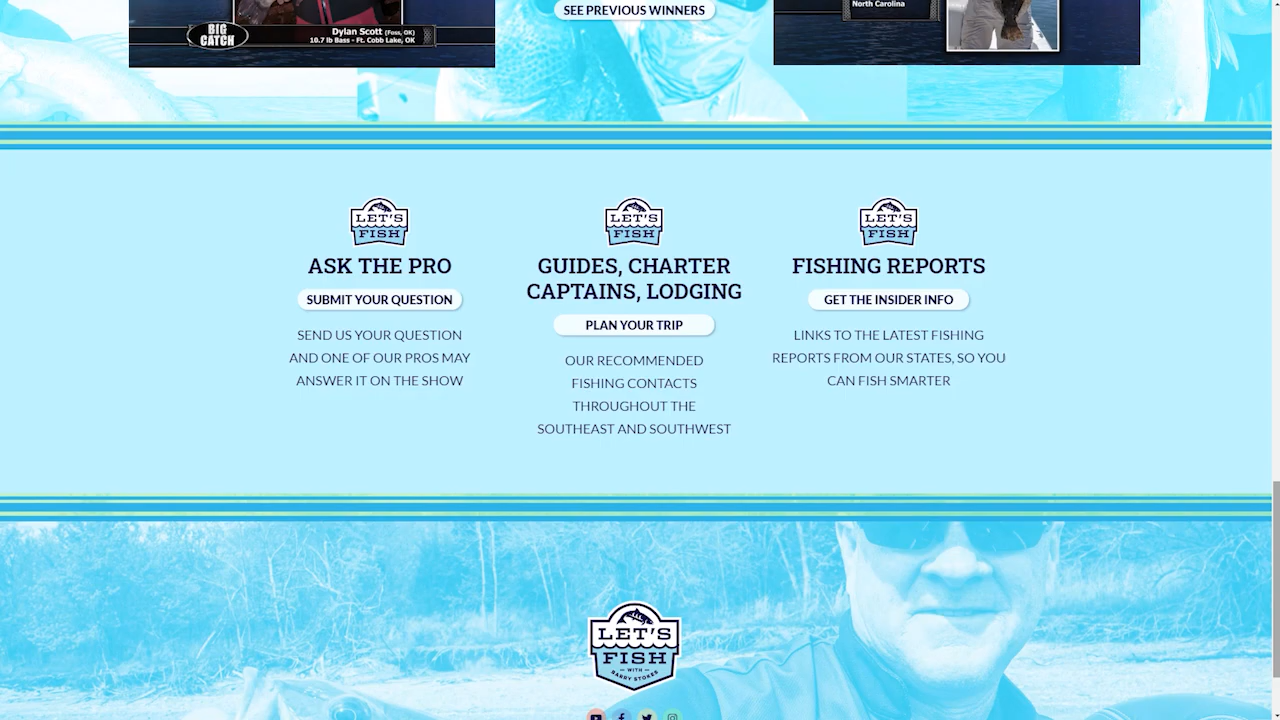 SEE PREVIOUS WINNERS
North Carolina
BIG
CATCH
Dylan Scott (Foss, OK)
10.7 lb Bass - Ft. Cobb Lake, OK
LET'S
FISH
LET'S
FISH
LET'S
FISH
ASK THE PRO
SUBMIT YOUR QUESTION
SEND US YOUR QUESTION
AND ONE OF OUR PROS MAY
ANSWER IT ON THE SHOW
GUIDES, CHARTER
CAPTAINS, LODGING
PLAN YOUR TRIP
OUR RECOMMENDED
FISHING CONTACTS
THROUGHOUT THE
SOUTHEAST AND SOUTHWEST
FISHING REPORTS
GET THE INSIDER INFO
LINKS TO THE LATEST FISHING
REPORTS FROM OUR STATES, SO YOU
CAN FISH SMARTER
LET'S
FISH
WITH
BARRY STOKES